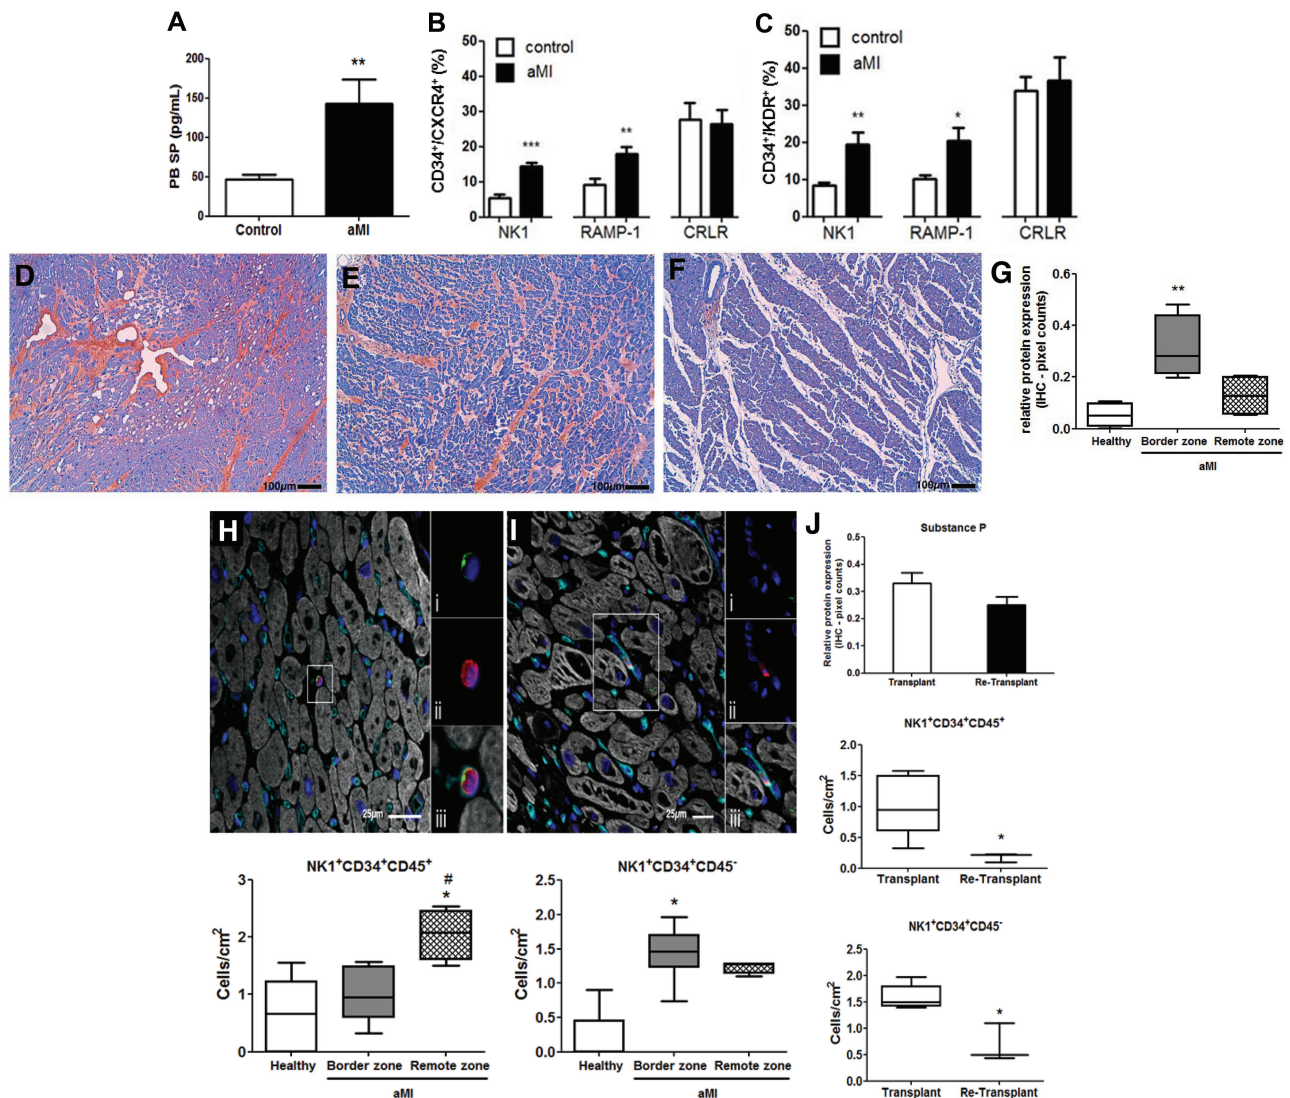 A
PB SP (pg/mL)
200
150
100
50
0
**
Control
aMI
B
CD34+/CXCR4+ (%)
50
40
30
20
10
0
control
aMI
***
**
NK1
RAMP-1
CRLR
C
CD34+/KDR+ (%)
50
40
30
20
10
0
control
aMI
**
*
NK1
RAMP-1
CRLR
D
100µm
E
100µm
F
100µm
G
relative protein expression
(IHC - pixel counts)
0.6
0.4
0.2
0.0
**
Healthy
Border zone
Remote zone
aMI
H
25µm
i
ii
iii
I
25µm
i
ii
iii
J
Substance P
Relative protein expression
(IHC - pixel counts)
0.5
0.4
0.3
0.2
0.1
0.0
Transplant
Re-Transplant
NK1+CD34+CD45+
Cells/cm2
2.0
1.5
1.0
0.5
0.0
*
Transplant
Re-Transplant
NK1+CD34+CD45-
Cells/cm2
2.5
2.0
1.5
1.0
0.5
0.0
*
Transplant
Re-Transplant
NK1+CD34+CD45+
Cells/cm2
3
2
1
0
#
*
Healthy
Border zone
Remote zone
aMI
NK1+CD34+CD45-
Cells/cm2
2.5
2.0
1.5
1.0
0.5
0.0
*
Healthy
Border zone
Remote zone
aMI